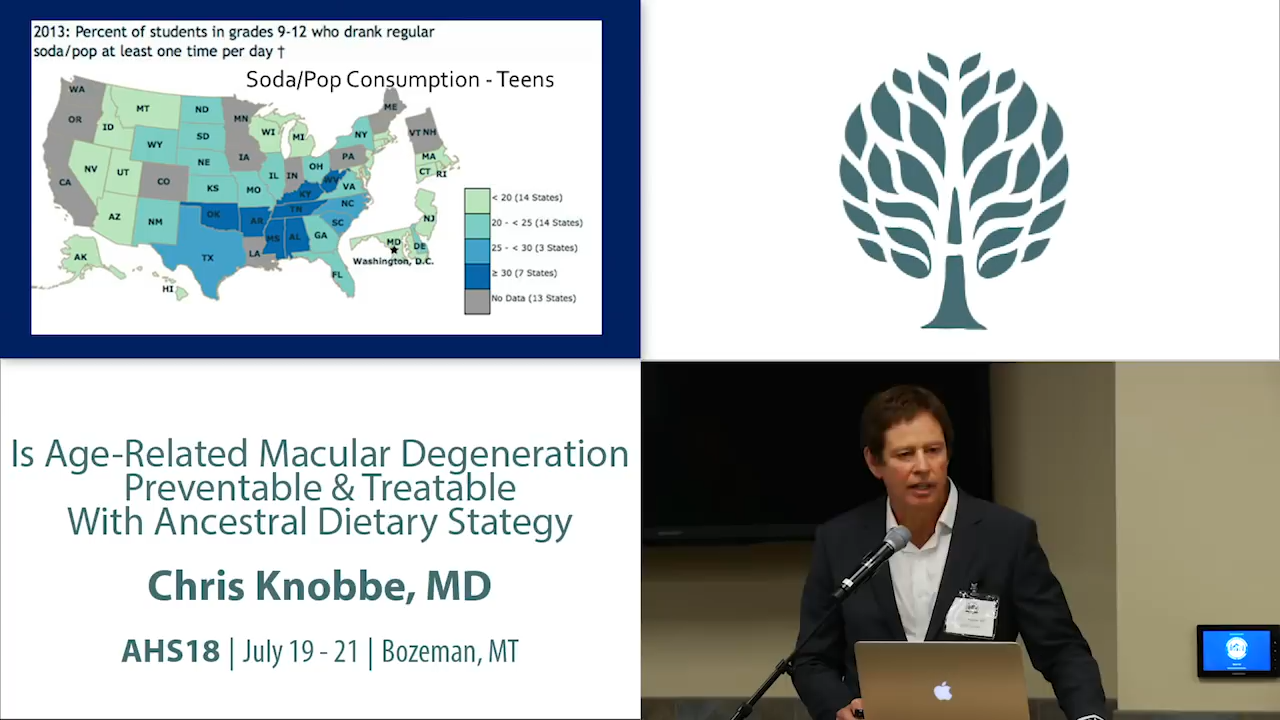 2013: Percent of students in grades 9-12 who drank regular
soda/pop at least one time per day †
Soda/Pop Consumption - Teens
WA
OR
CA
ID
NV
MT
WY
UT
AZ
CO
NM
ND
SD
NE
KS
OK
TX
MN
IA
MO
AR
LA
WI
IL
MI
IN
OH
KY
TN
MS
AL
GA
FL
SC
NC
VA
WV
PA
NY
ME
VT NH
MA
CT
RI
NJ
MD
DE
Washington, D.C.
AK
HI
< 20 (14 States)
20 - < 25 (14 States)
25 - < 30 (3 States)
≥ 30 (7 States)
No Data (13 States)
Is Age-Related Macular Degeneration
Preventable & Treatable
With Ancestral Dietary Stategy
Chris Knobbe, MD
AHS18 | July 19 - 21 | Bozeman, MT